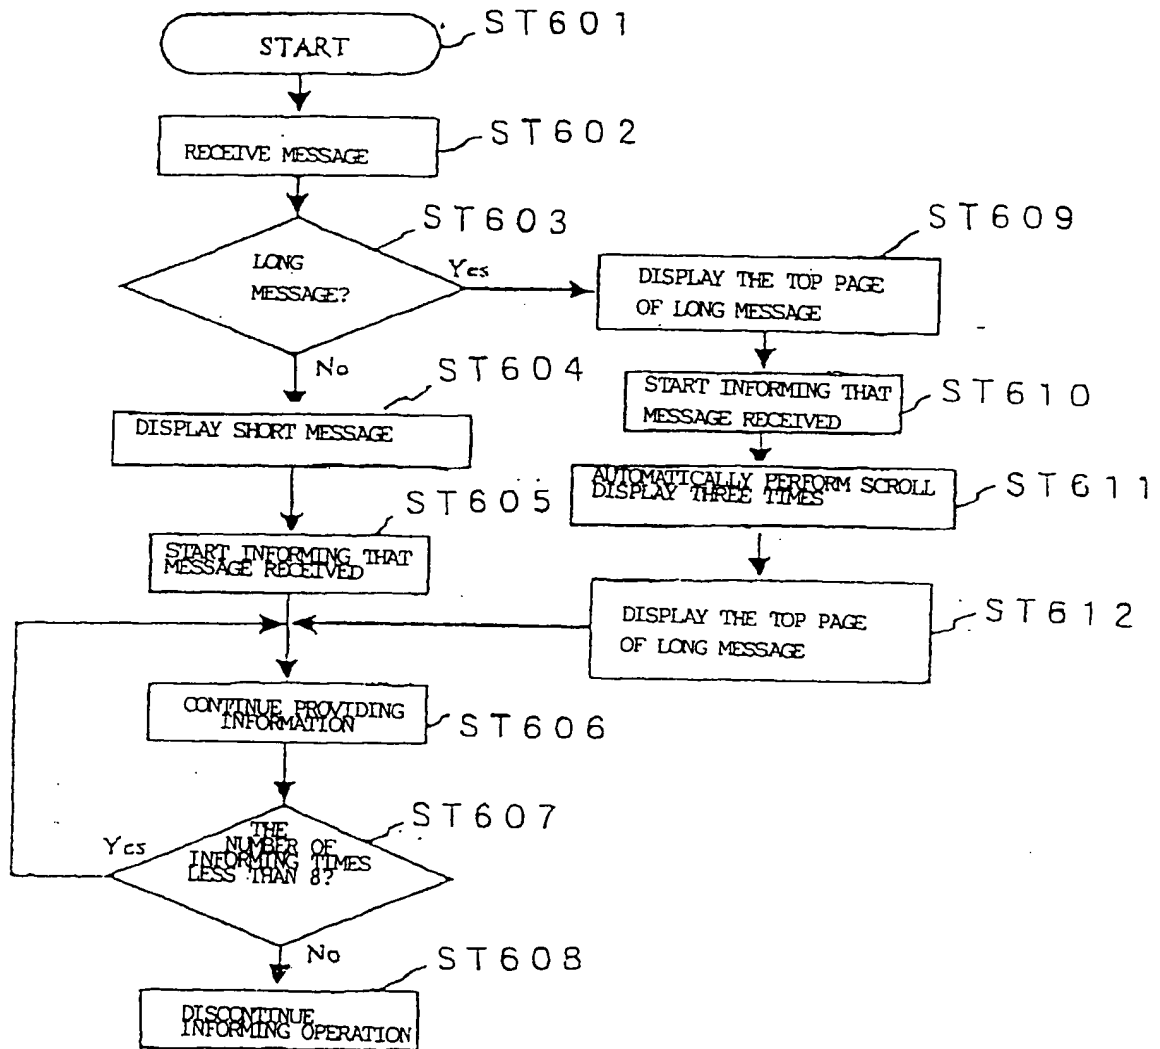 START
ST601
RECEIVE MESSAGE
ST602
LONG
MESSAGE?
ST603
Yes
No
DISPLAY SHORT MESSAGE
ST604
START INFORMING THAT
MESSAGE RECEIVED
ST605
CONTINUE PROVIDING
INFORMATION
ST606
THE
NUMBER OF
INFORMING TIMES
LESS THAN 8?
ST607
Yes
No
DISCONTINUE
INFORMING OPERATION
ST608
DISPLAY THE TOP PAGE
OF LONG MESSAGE
ST609
START INFORMING THAT
MESSAGE RECEIVED
ST610
AUTOMATICALLY PERFORM SCROLL
DISPLAY THREE TIMES
ST611
DISPLAY THE TOP PAGE
OF LONG MESSAGE
ST612